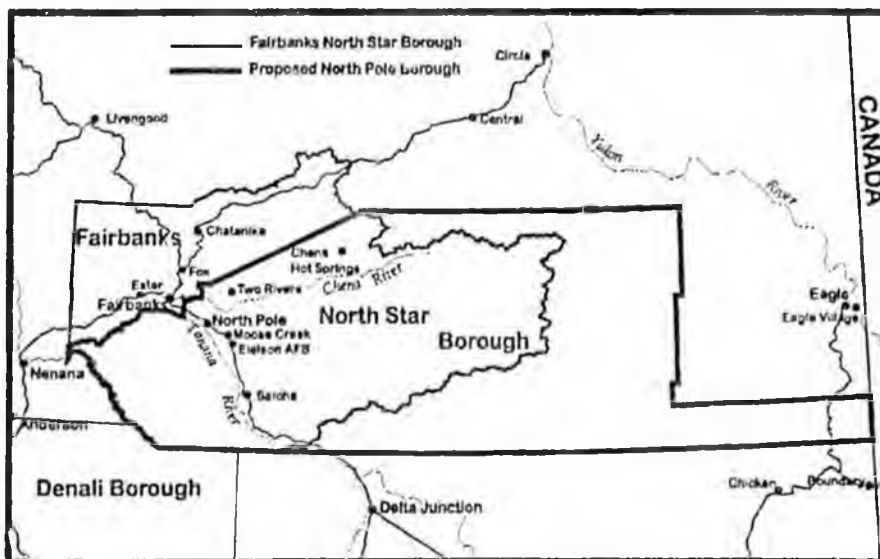 Fairbanks North Star Borough
Proposed North Pole Borough
Circle
CANADA
Livengood
Central
Yukon
River
Fairbanks
Chatanika
Fox
Chena
Hot Springs
Chena River
Ester
Two Rivers
Fairbanks
North Pole
North Star
Moose Creek
Eielson AFB
Borough
Eagle
Eagle Village
Tanana
River
Nenana
Salcha
Anderson
Denali Borough
Delta Junction
Chicken
Boundary